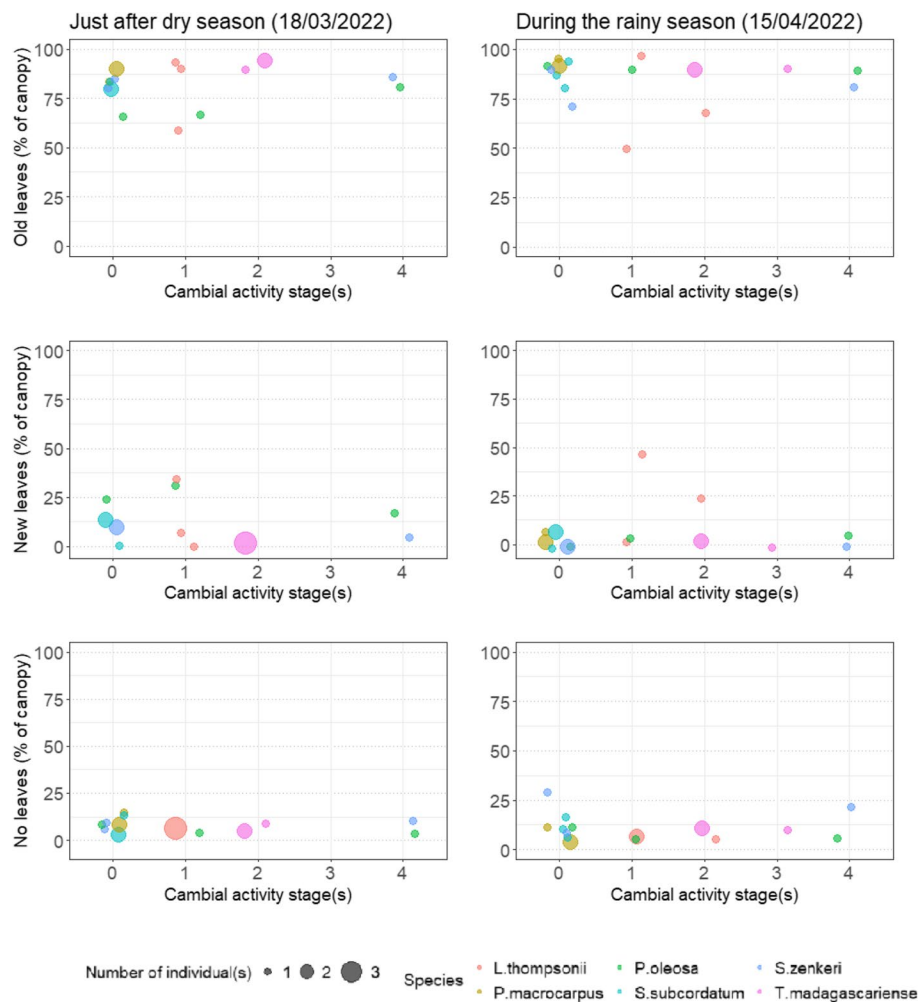 Just after dry season (18/03/2022)
During the rainy season (15/04/2022)
Old leaves (% of canopy)
100
75
50
25
0
0 1 2 3 4
Cambial activity stage(s)
100
75
50
25
0
0 1 2 3 4
Cambial activity stage(s)
New leaves (% of canopy)
100
75
50
25
0
0 1 2 3 4
Cambial activity stage(s)
100
75
50
25
0
0 1 2 3 4
Cambial activity stage(s)
No leaves (% of canopy)
100
75
50
25
0
0 1 2 3 4
Cambial activity stage(s)
100
75
50
25
0
0 1 2 3 4
Cambial activity stage(s)
Number of individual(s) 1 2 3
Species
L.thompsonii P.oleosa S.zenkeri
P.macrocarpus S.subcordatum T.madagascariense